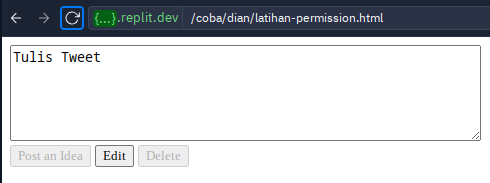 {...}.replit.dev /coba/dian/latihan-permission.html
Tulis Tweet
Post an Idea Edit Delete